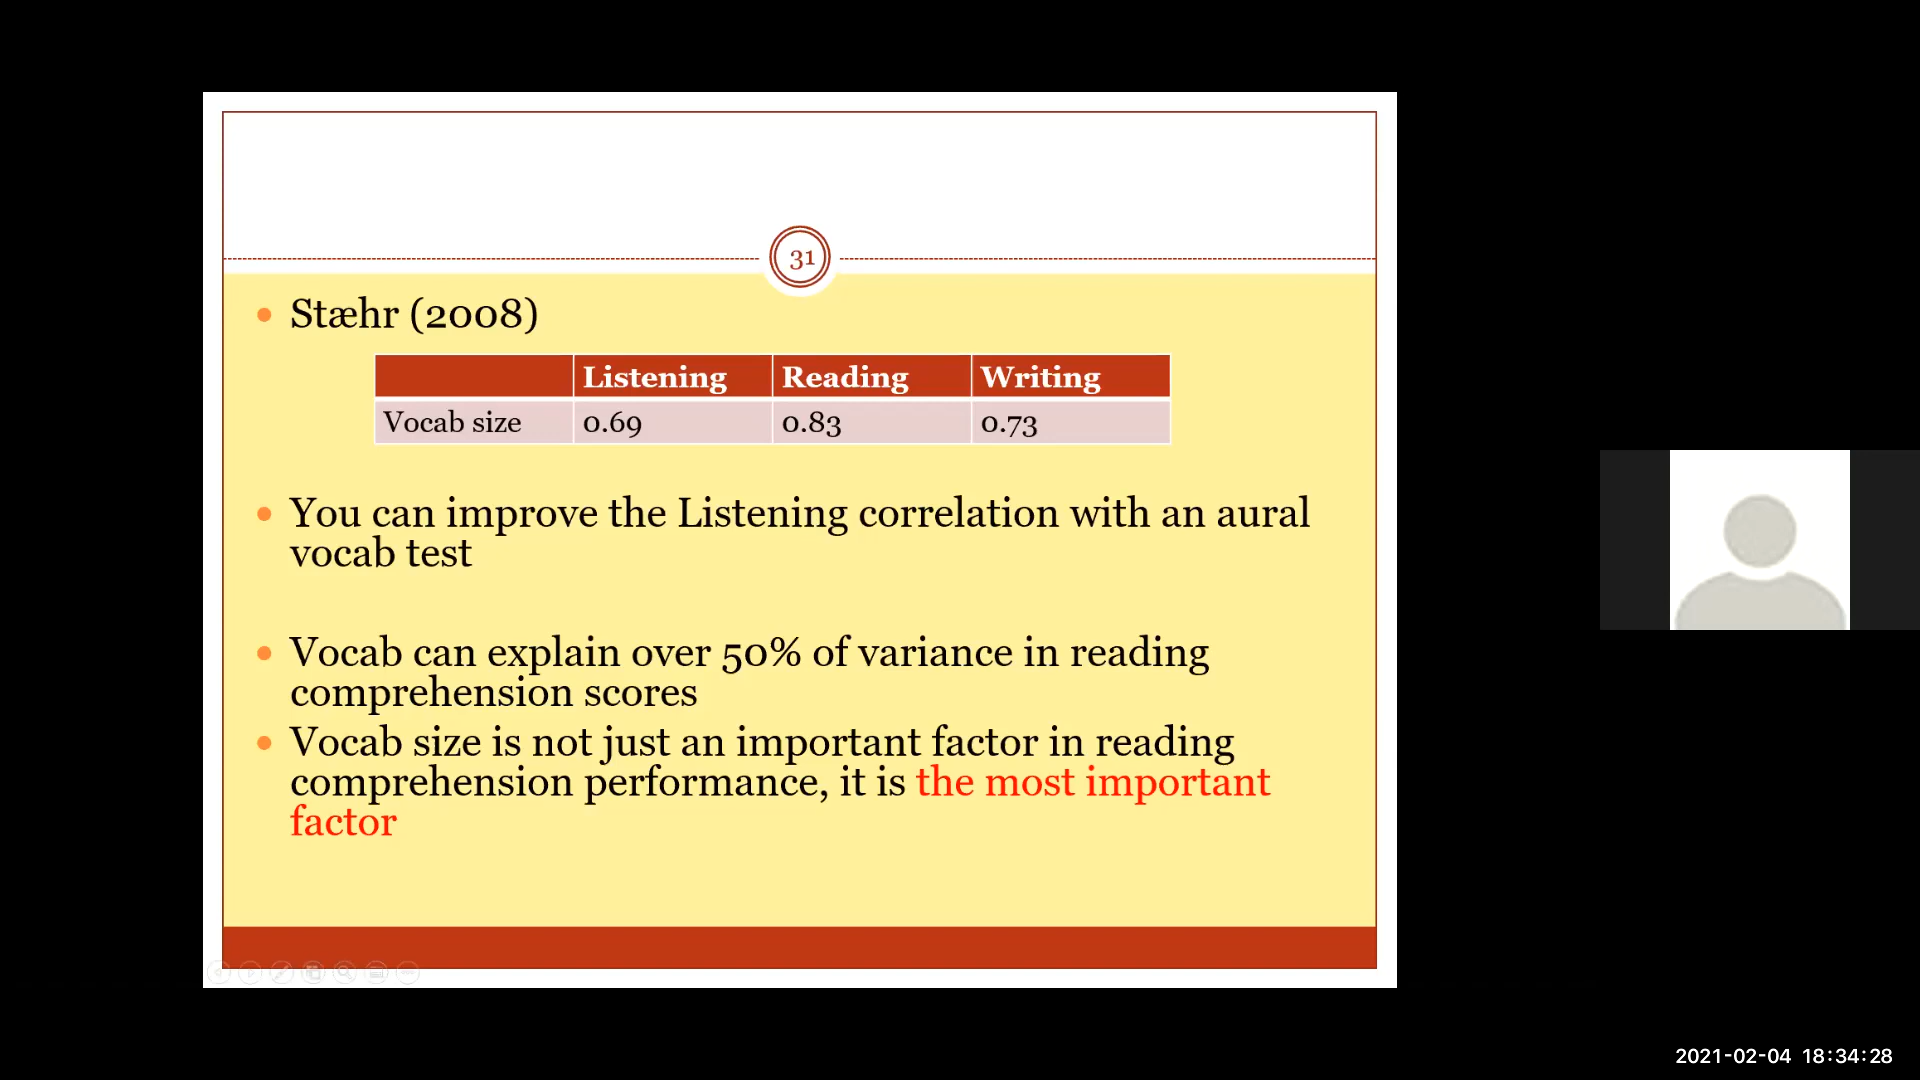 31
• Stæhr (2008)
Listening Reading Writing
Vocab size 0.69 0.83 0.73
• You can improve the Listening correlation with an aural
vocab test
• Vocab can explain over 50% of variance in reading
comprehension scores
• Vocab size is not just an important factor in reading
comprehension performance, it is the most important
factor
2021-02-04 18:34:28